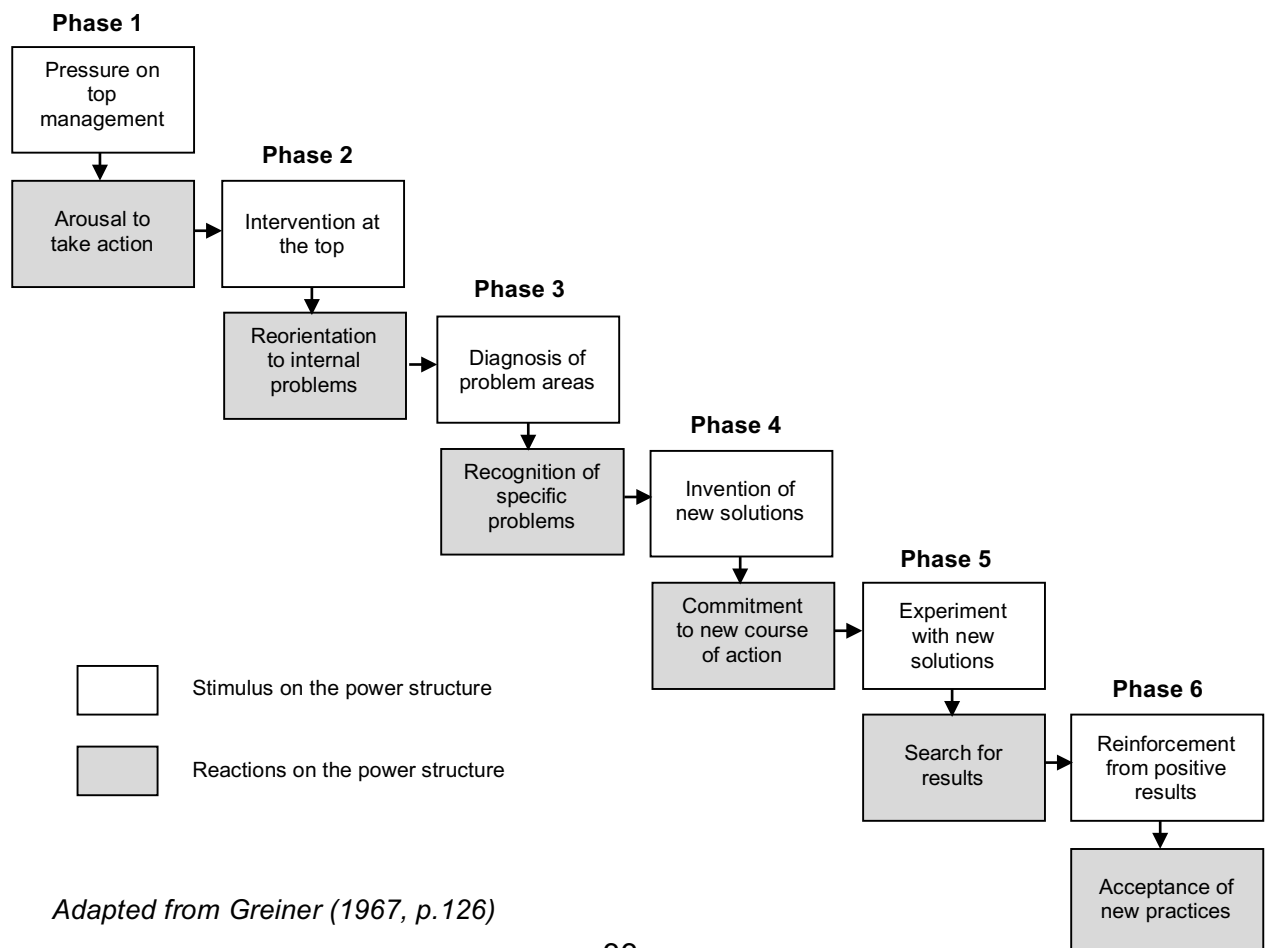 Phase 1
Pressure on
top
management
Arousal to
take action
Phase 2
Intervention at
the top
Reorientation
to internal
problems
Phase 3
Diagnosis of
problem areas
Recognition of
specific
problems
Phase 4
Invention of
new solutions
Commitment
to new course
of action
Phase 5
Experiment
with new
solutions
Search for
results
Phase 6
Reinforcement
from positive
results
Acceptance of
new practices
Stimulus on the power structure
Reactions on the power structure
Adapted from Greiner (1967, p.126)